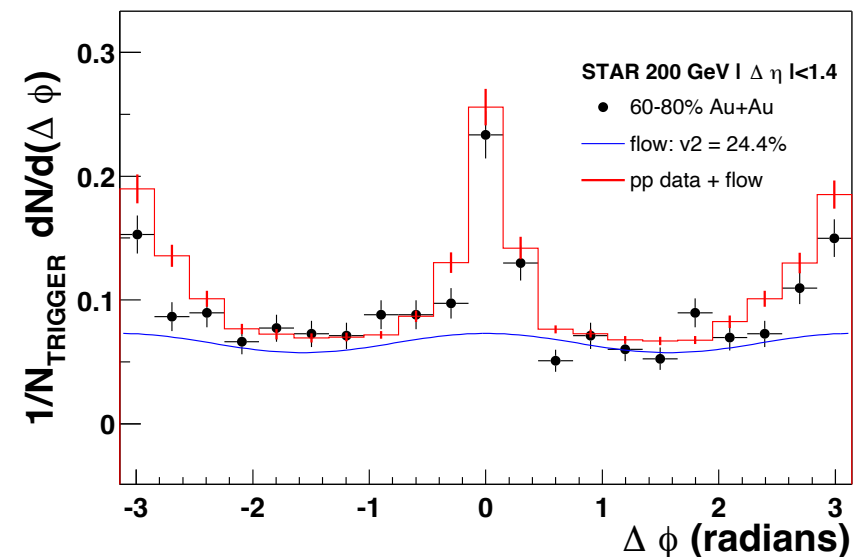 0.3
0.2
0.1
0
1/N_TRIGGER dN/d(Δ ϕ)
STAR 200 GeV | Δ η |<1.4
60-80% Au+Au
flow: v2 = 24.4%
pp data + flow
-3 -2 -1 0 1 2 3
Δ ϕ (radians)